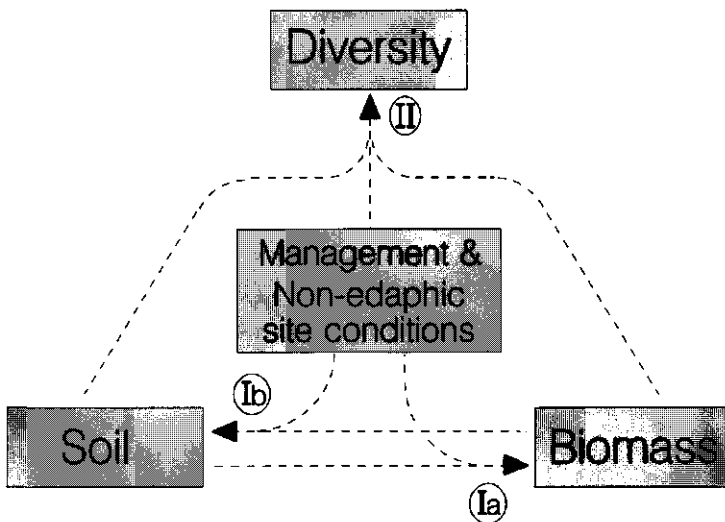 Diversity
II
Management &
Non-edaphic
site conditions
Ib
Soil
Biomass
Ia